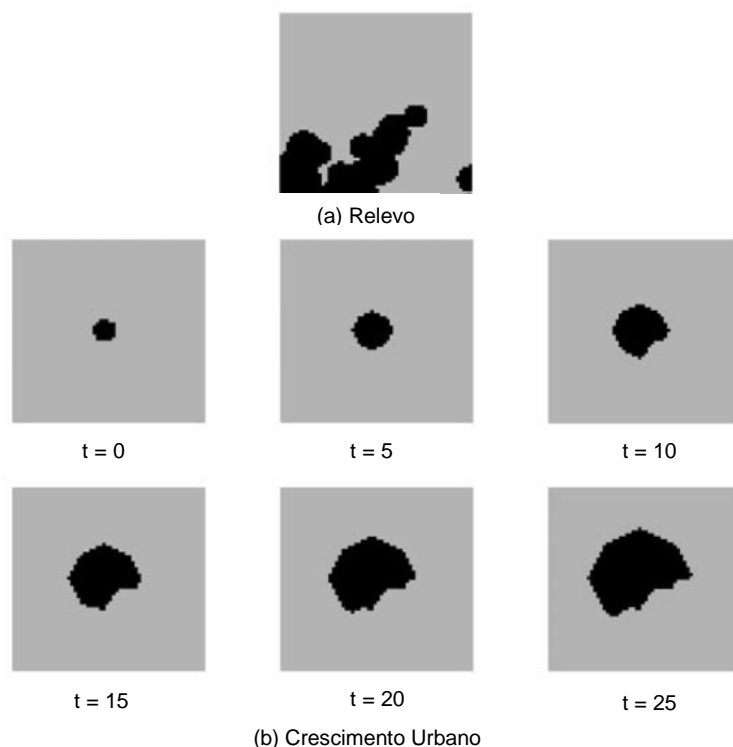 (a) Relevo
t = 0
t = 5
t = 10
t = 15
t = 20
t = 25
(b) Crescimento Urbano